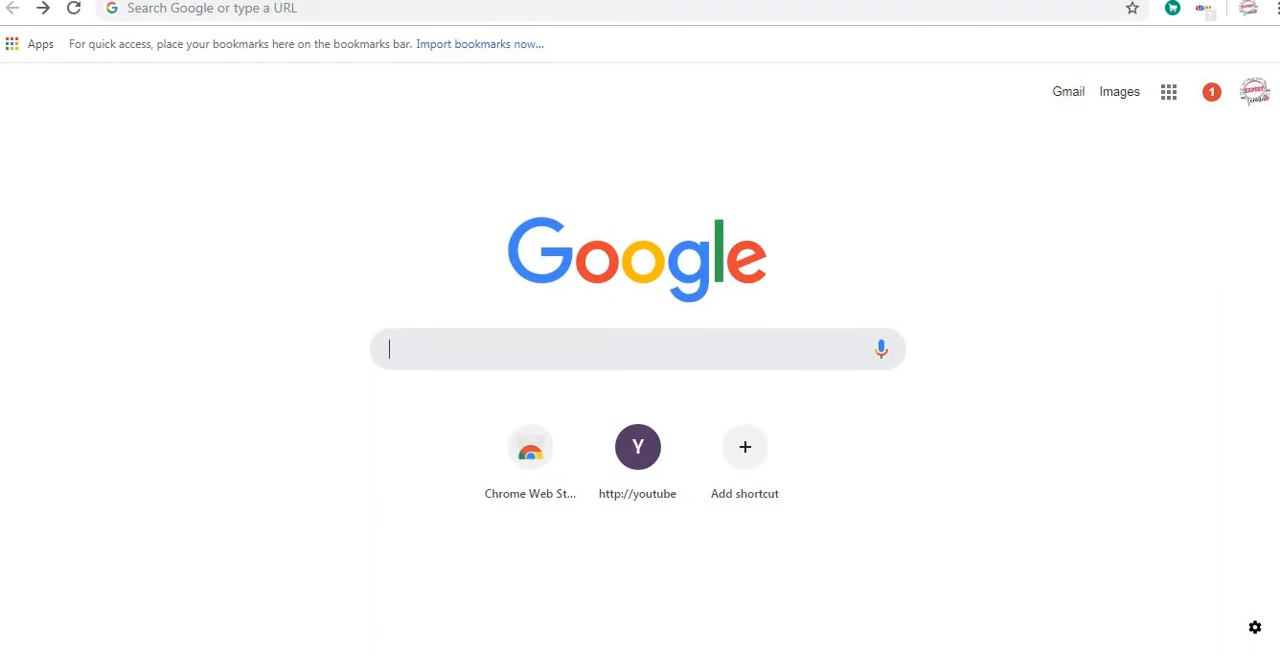 Search Google or type a URL
Apps For quick access, place your bookmarks here on the bookmarks bar. Import bookmarks now...
Gmail Images 1
Google
Y
Chrome Web St... http://youtube Add shortcut